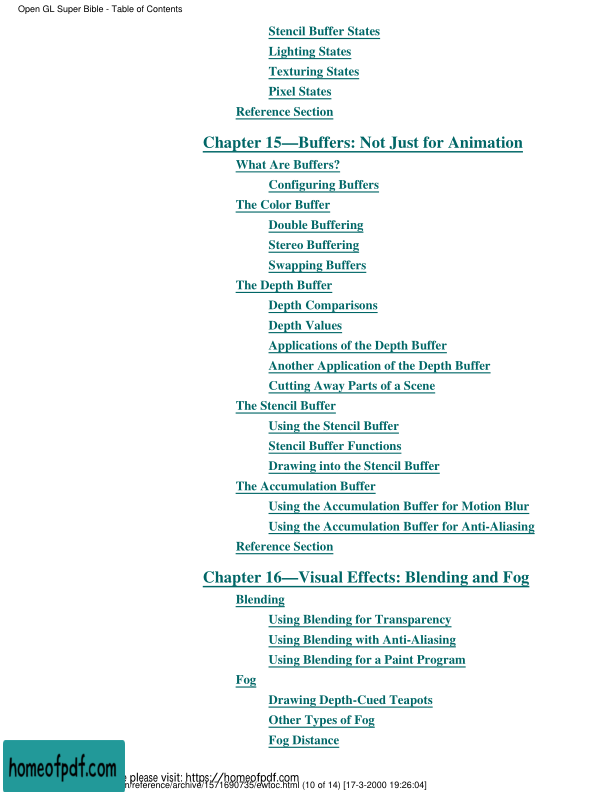 Open GL Super Bible - Table of Contents
Stencil Buffer States
Lighting States
Texturing States
Pixel States
Reference Section
Chapter 15—Buffers: Not Just for Animation
What Are Buffers?
Configuring Buffers
The Color Buffer
Double Buffering
Stereo Buffering
Swapping Buffers
The Depth Buffer
Depth Comparisons
Depth Values
Applications of the Depth Buffer
Another Application of the Depth Buffer
Cutting Away Parts of a Scene
The Stencil Buffer
Using the Stencil Buffer
Stencil Buffer Functions
Drawing into the Stencil Buffer
The Accumulation Buffer
Using the Accumulation Buffer for Motion Blur
Using the Accumulation Buffer for Anti-Aliasing
Reference Section
Chapter 16—Visual Effects: Blending and Fog
Blending
Using Blending for Transparency
Using Blending with Anti-Aliasing
Using Blending for a Paint Program
Fog
Drawing Depth-Cued Teapots
Other Types of Fog
Fog Distance
homeofpdf.com
please visit: https://homeofpdf.com
n/reference/archive/1571690735/ewtoc.html (10 of 14) [17-3-2000 19:26:04]